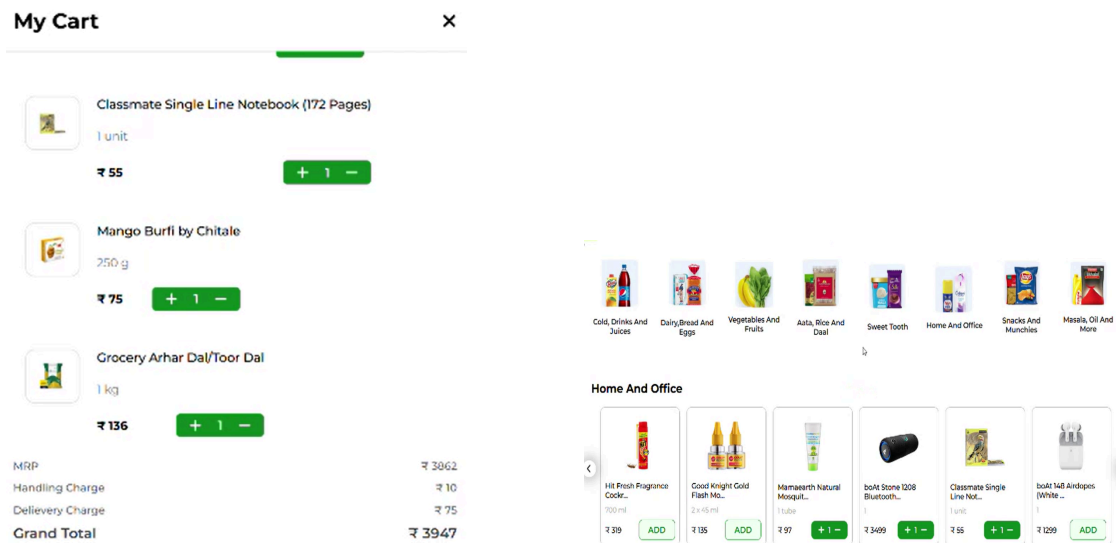 My Cart ×
Classmate Single Line Notebook (172 Pages)
1 unit
₹ 55 + 1 −
Mango Burfi by Chitale
250 g
₹ 75 + 1 −
Grocery Arhar Dal/Toor Dal
1 kg
₹ 136 + 1 −
MRP ₹ 3862
Handling Charge ₹ 10
Delievery Charge ₹ 75
Grand Total ₹ 3947
Cold, Drinks And
Juices
Dairy,Bread And
Eggs
Vegetables And
Fruits
Aata, Rice And
Daal
Sweet Tooth
Home And Office
Snacks And
Munchies
Masala, Oil And
More
Home And Office
Hit Fresh Fragrance
Cockr...
700 ml
₹ 319 ADD
Good Knight Gold
Flash Mo...
2 x 45 ml
₹ 135 ADD
Mamaearth Natural
Mosquit...
1 tube
₹ 97 + 1 −
boAt Stone 1208
Bluetooth...
1
₹ 3499 + 1 −
Classmate Single
Line Not...
1 unit
₹ 55 + 1 −
boAt 148 Airdopes
(White ...
1
₹ 1299 ADD